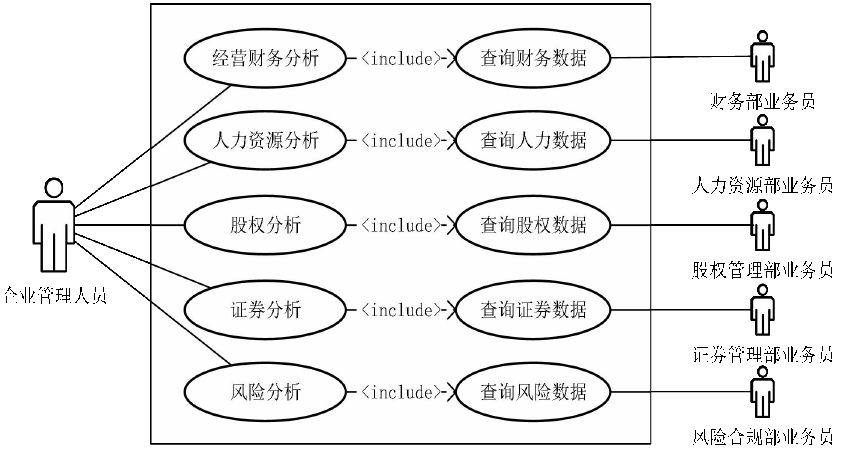 经营财务分析
<include>
查询财务数据
财务部业务员
人力资源分析
<include>
查询人力数据
人力资源部业务员
股权分析
<include>
查询股权数据
股权管理部业务员
企业管理人员
证券分析
<include>
查询证券数据
证券管理部业务员
风险分析
<include>
查询风险数据
风险合规部业务员